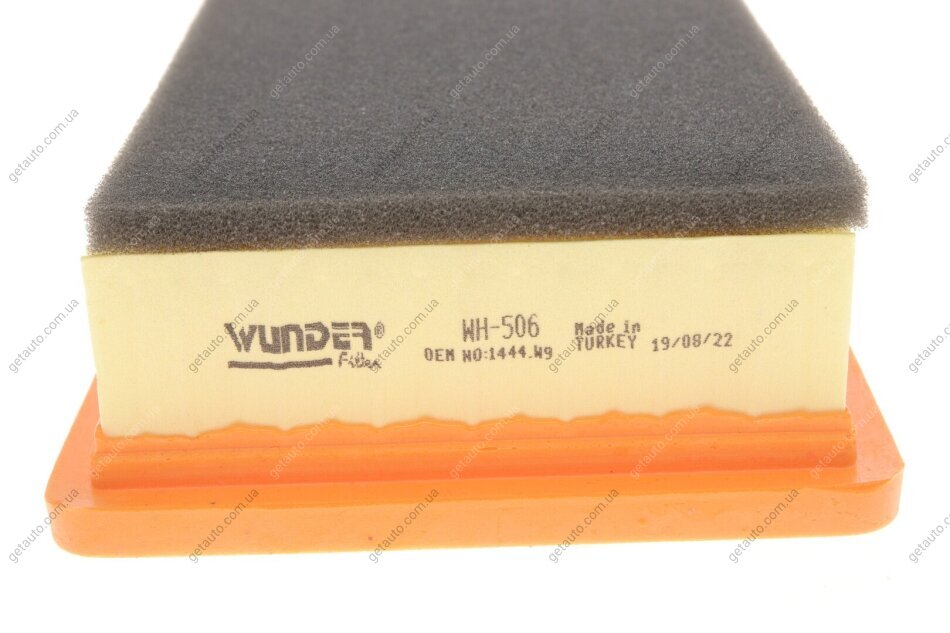 WUNDER®
Filter
WH-506
OEM NO:1444.W9
Made in
TURKEY
19/08/22
getauto.com.ua